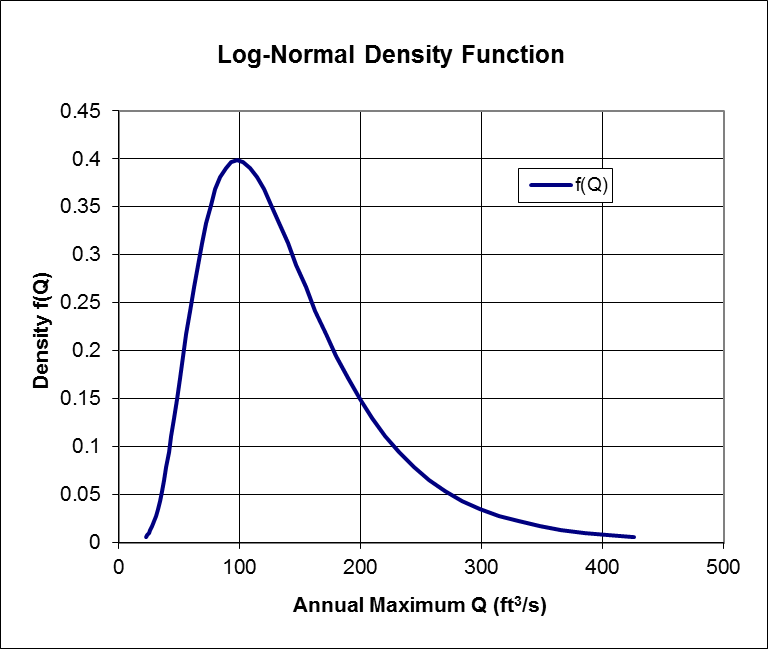 Log-Normal Density Function
0.45
0.4
0.35
0.3
0.25
0.2
0.15
0.1
0.05
0
Density f(Q)
f(Q)
0 100 200 300 400 500
Annual Maximum Q (ft³/s)